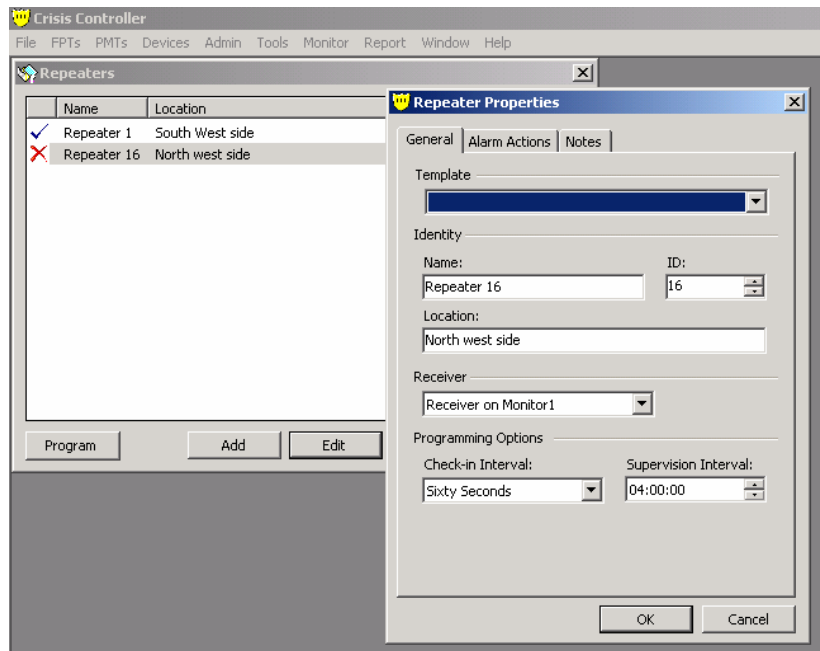 Crisis Controller
File FPTs PMTs Devices Admin Tools Monitor Report Window Help
Repeaters
Name Location
Repeater 1 South West side
Repeater 16 North west side
Program Add Edit
Repeater Properties
General Alarm Actions Notes
Template
Identity
Name: ID:
Repeater 16 16
Location:
North west side
Receiver
Receiver on Monitor1
Programming Options
Check-in Interval: Supervision Interval:
Sixty Seconds 04:00:00
OK Cancel